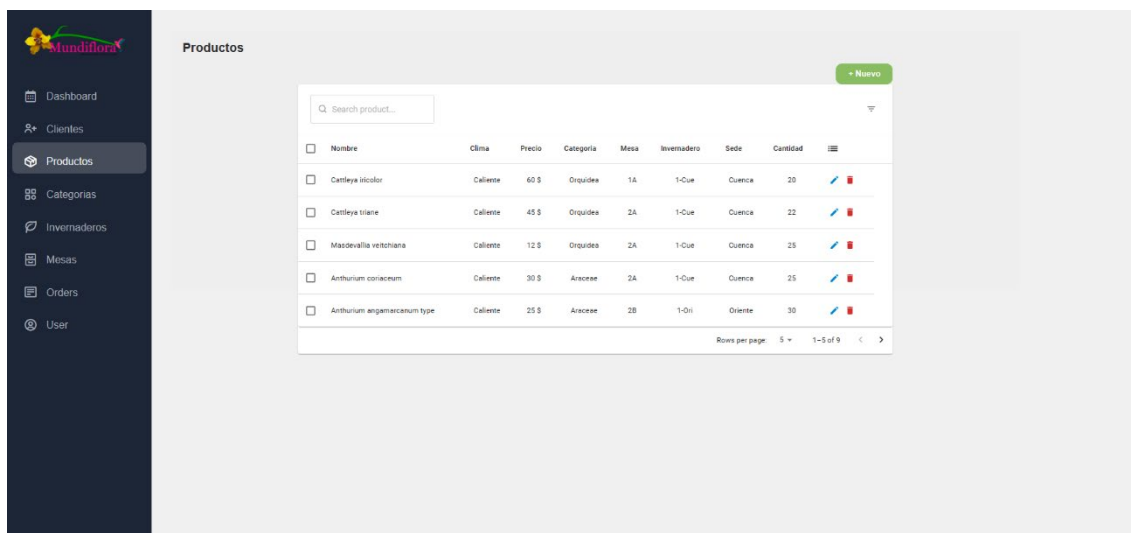 Mundiflora
Productos
+ Nuevo
Dashboard
Clientes
Productos
Categorias
Invernaderos
Mesas
Orders
User
Search product...
Nombre Clima Precio Categoria Mesa Invernadero Sede Cantidad
Cattleya iricolor Caliente 60 $ Orquidea 1A 1-Cue Cuenca 20
Cattleya triane Caliente 45 $ Orquidea 2A 1-Cue Cuenca 22
Masdevallia veitchiana Caliente 12 $ Orquidea 2A 1-Cue Cuenca 25
Anthurium coriaceum Caliente 30 $ Araceae 2A 1-Cue Cuenca 25
Anthurium angamarcanum type Caliente 25 $ Araceae 2B 1-Ori Oriente 30
Rows per page: 5 1–5 of 9